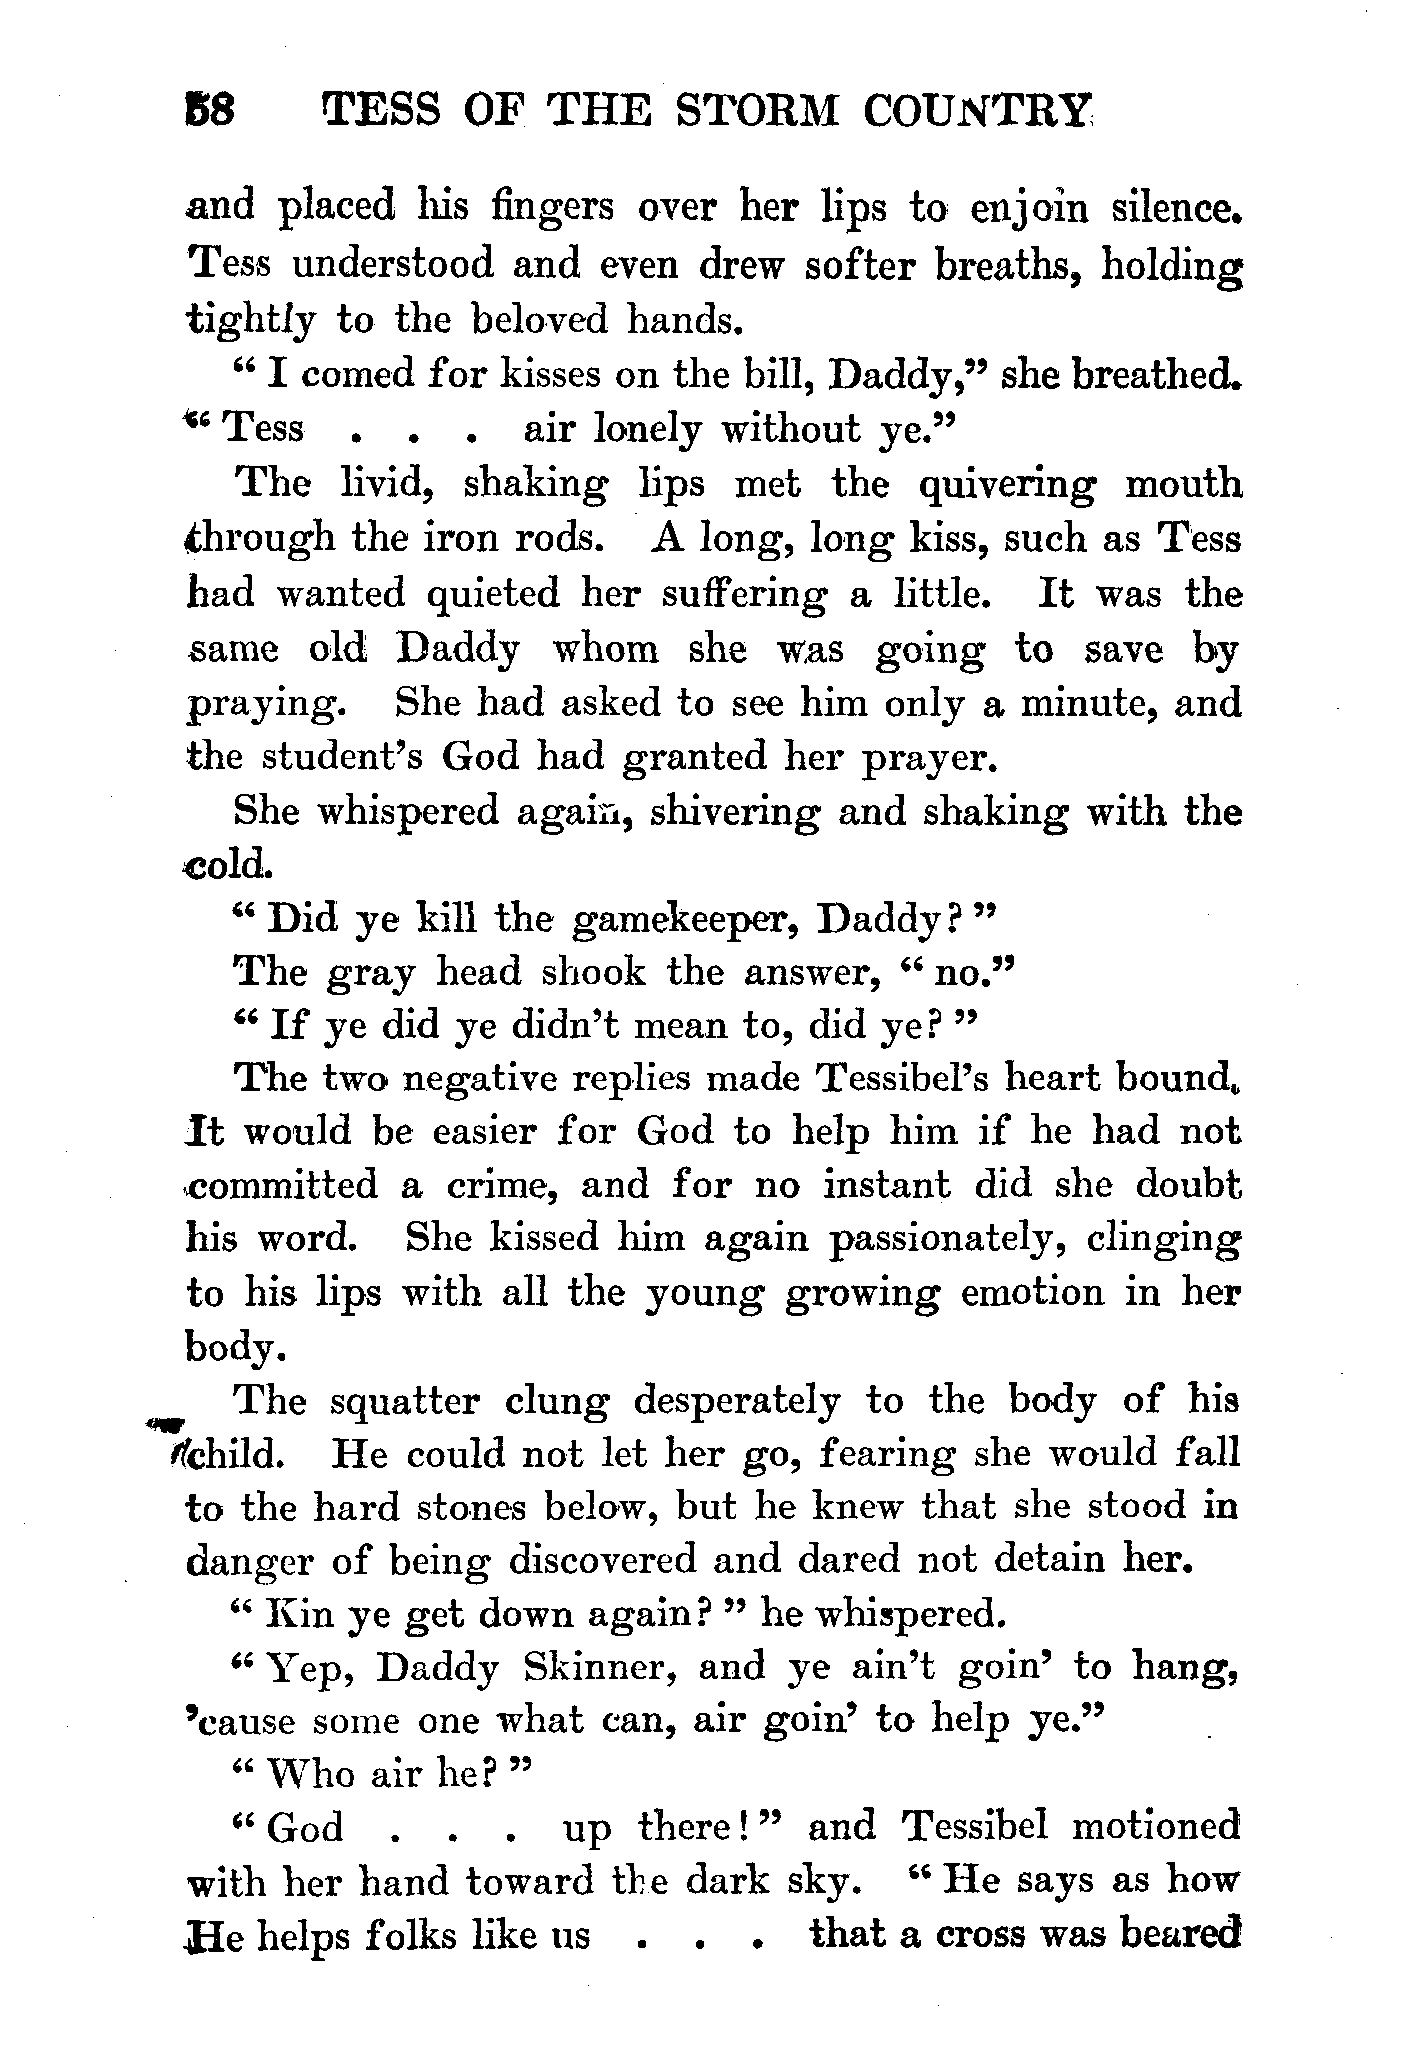 58 TESS OF THE STORM COUNTRY
and placed his fingers over her lips to enjoin silence.
Tess understood and even drew softer breaths, holding
tightly to the beloved hands.
“ I comed for kisses on the bill, Daddy,” she breathed.
“ Tess . . . air lonely without ye.”
The livid, shaking lips met the quivering mouth
through the iron rods. A long, long kiss, such as Tess
had wanted quieted her suffering a little. It was the
same old Daddy whom she was going to save by
praying. She had asked to see him only a minute, and
the student’s God had granted her prayer.
She whispered again, shivering and shaking with the
cold.
“ Did ye kill the gamekeeper, Daddy? ”
The gray head shook the answer, “ no.”
“ If ye did ye didn’t mean to, did ye? ”
The two negative replies made Tessibel’s heart bound.
It would be easier for God to help him if he had not
committed a crime, and for no instant did she doubt
his word. She kissed him again passionately, clinging
to his lips with all the young growing emotion in her
body.
The squatter clung desperately to the body of his
child. He could not let her go, fearing she would fall
to the hard stones below, but he knew that she stood in
danger of being discovered and dared not detain her.
“ Kin ye get down again? ” he whispered.
“ Yep, Daddy Skinner, and ye ain’t goin’ to hang,
’cause some one what can, air goin’ to help ye.”
“ Who air he? ”
“ God . . . up there! ” and Tessibel motioned
with her hand toward the dark sky. “ He says as how
He helps folks like us . . . that a cross was beared